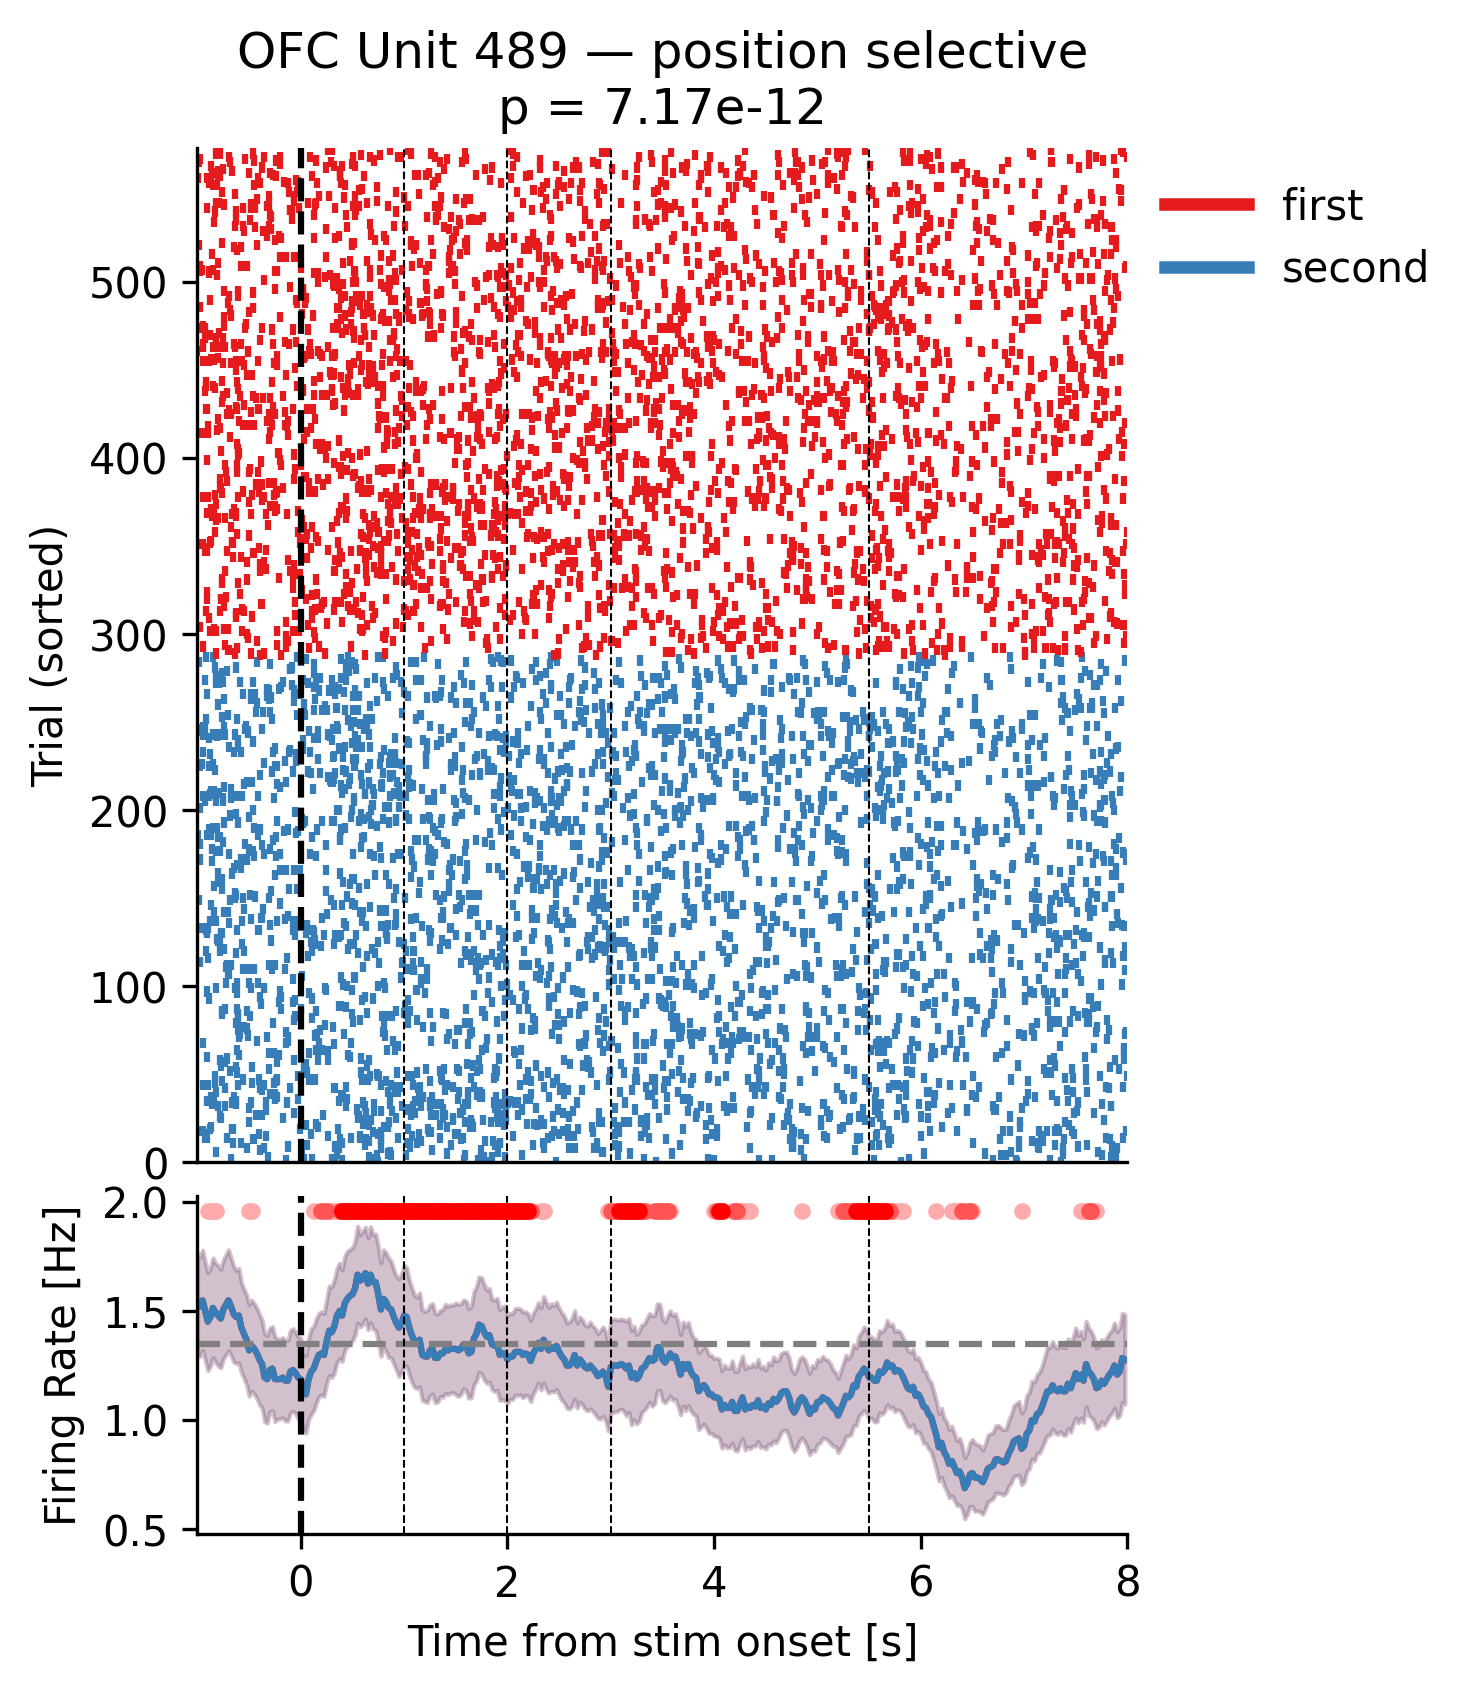 OFC Unit 489 — position selective
p = 7.17e-12
first
second
Trial (sorted)
500
400
300
200
100
0
Firing Rate [Hz]
2.0
1.5
1.0
0.5
0 2 4 6 8
Time from stim onset [s]